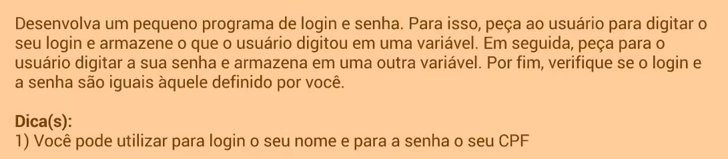 Desenvolva um pequeno programa de login e senha. Para isso, peça ao usuário para digitar o
seu login e armazene o que o usuário digitou em uma variável. Em seguida, peça para o
usuário digitar a sua senha e armazena em uma outra variável. Por fim, verifique se o login e
a senha são iguais àquele definido por você.
Dica(s):
1) Você pode utilizar para login o seu nome e para a senha o seu CPF